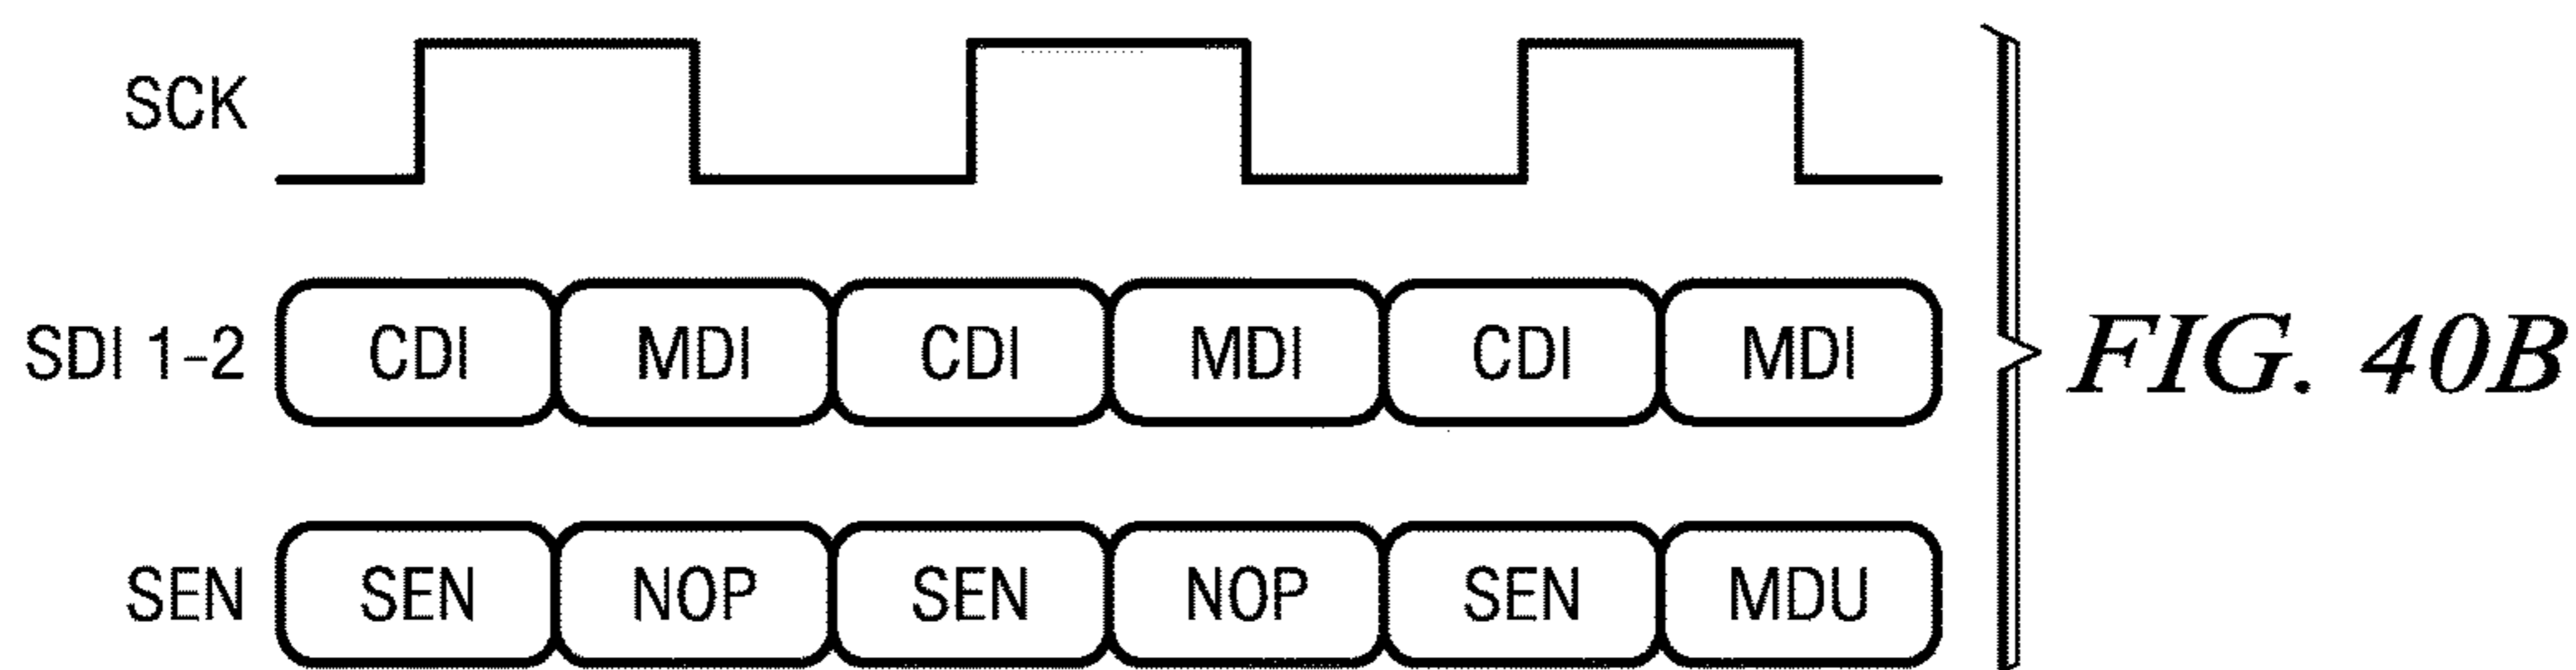 SCK
SDI 1-2 CDI MDI CDI MDI CDI MDI
FIG. 40B
SEN SEN NOP SEN NOP SEN MDU